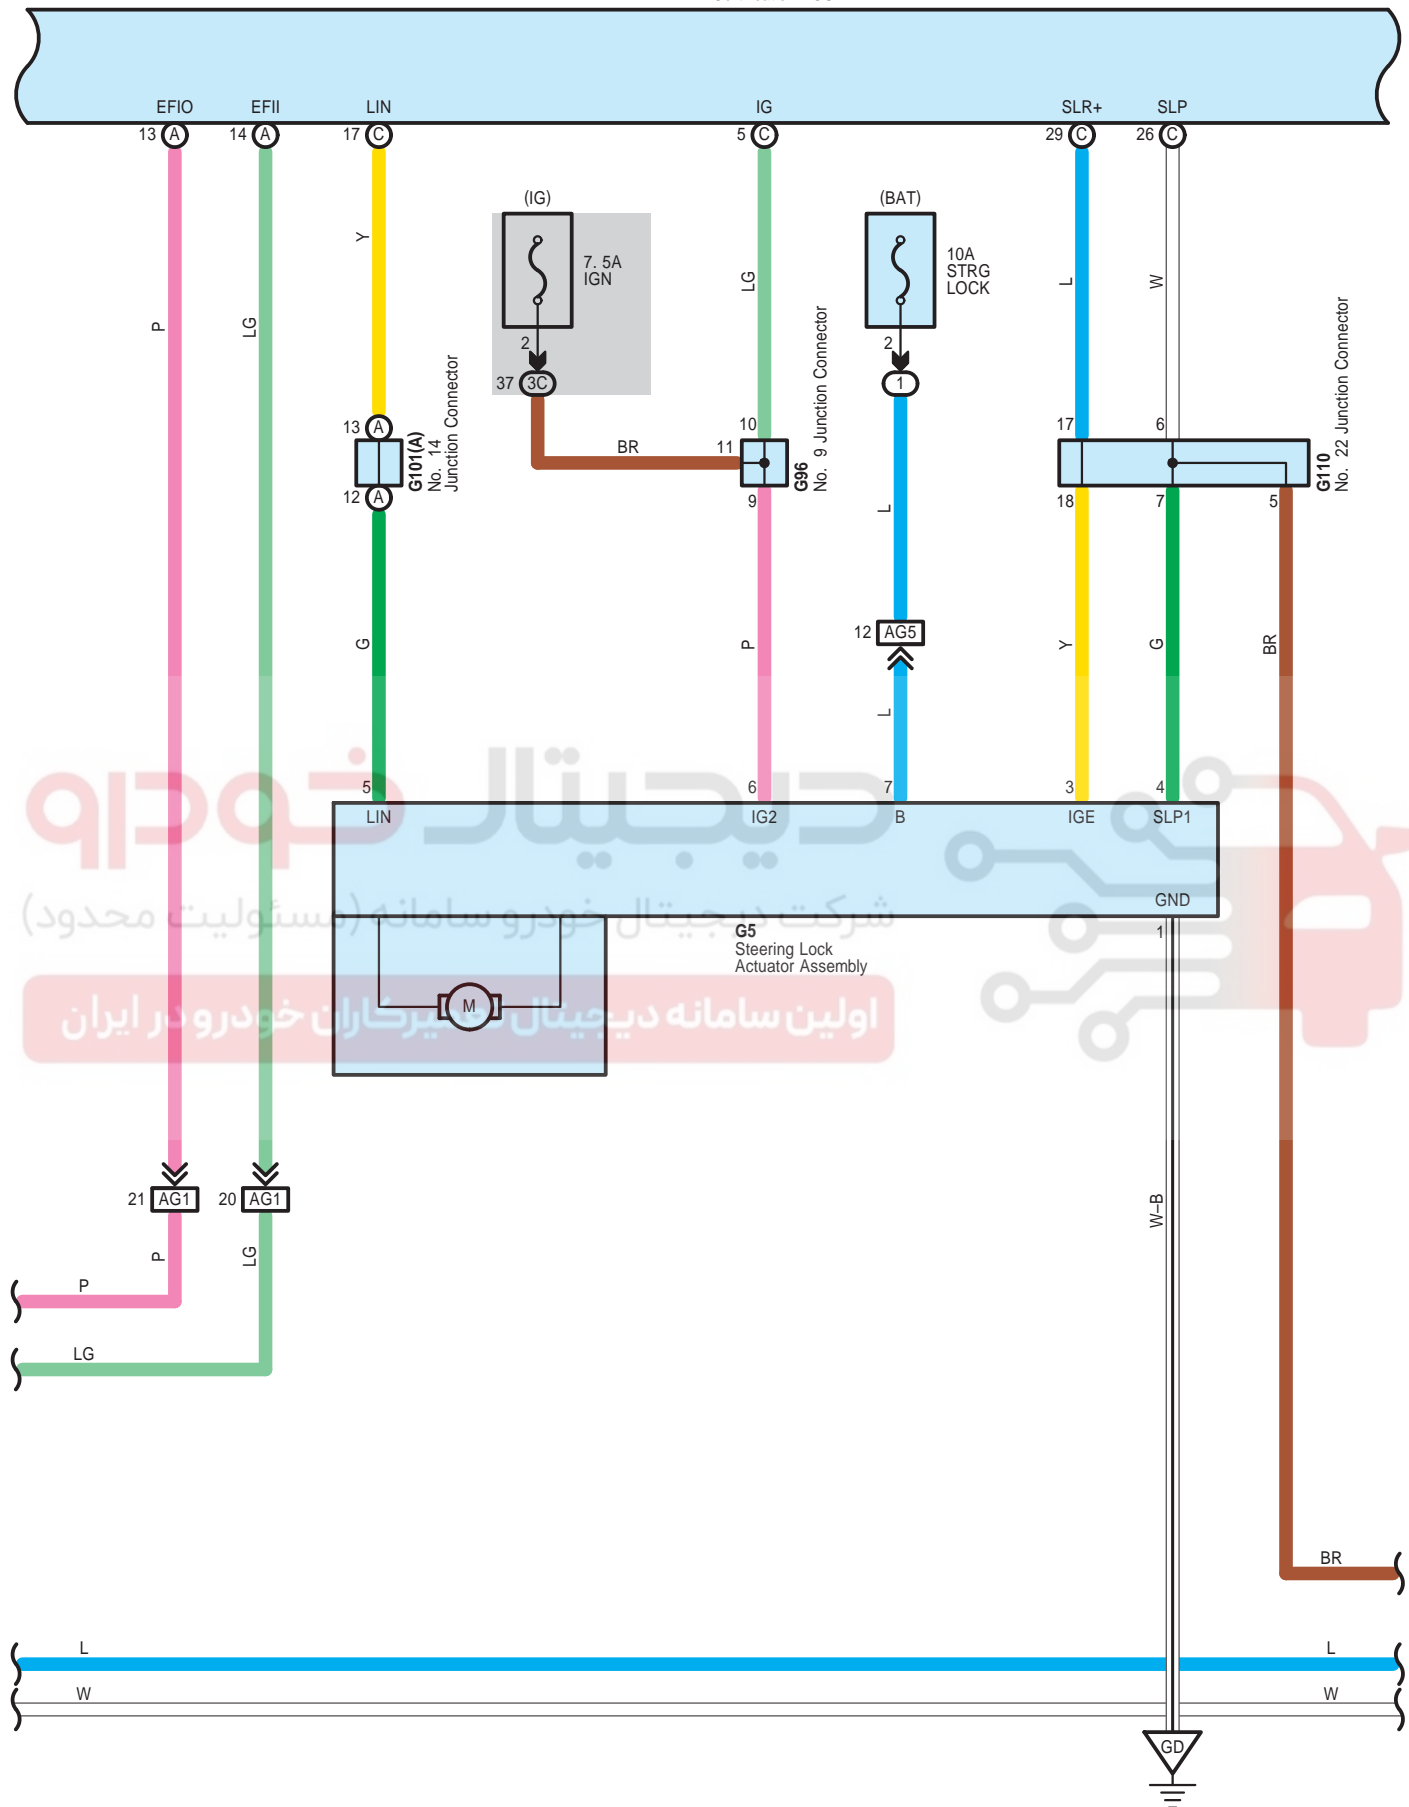 EFIO EFII LIN IG SLR+ SLP
13 A 14 A 17 C 5 C 29 C 26 C
(IG) (BAT)
7. 5A
IGN
10A
STRG
LOCK
P LG Y LG L W
2 2
37 3C 1
13 A
G101(A)
No. 14
Junction Connector
12 A
BR
10
11
G96
No. 9 Junction Connector
9
17 6
G110
No. 22 Junction Connector
18 7 5
L
12 AG5
G P L Y G BR
5 6 7 3 4
LIN IG2 B IGE SLP1
GND
1
G5
Steering Lock
Actuator Assembly
M
دیجیتال خودرو
شرکت دیجیتال خودرو سامانه (مسئولیت محدود)
اولین سامانه دیجیتال تعمیرکاران خودرو در ایران
21 AG1 20 AG1
W–B
P LG
P
LG
BR
L L
W W
GD